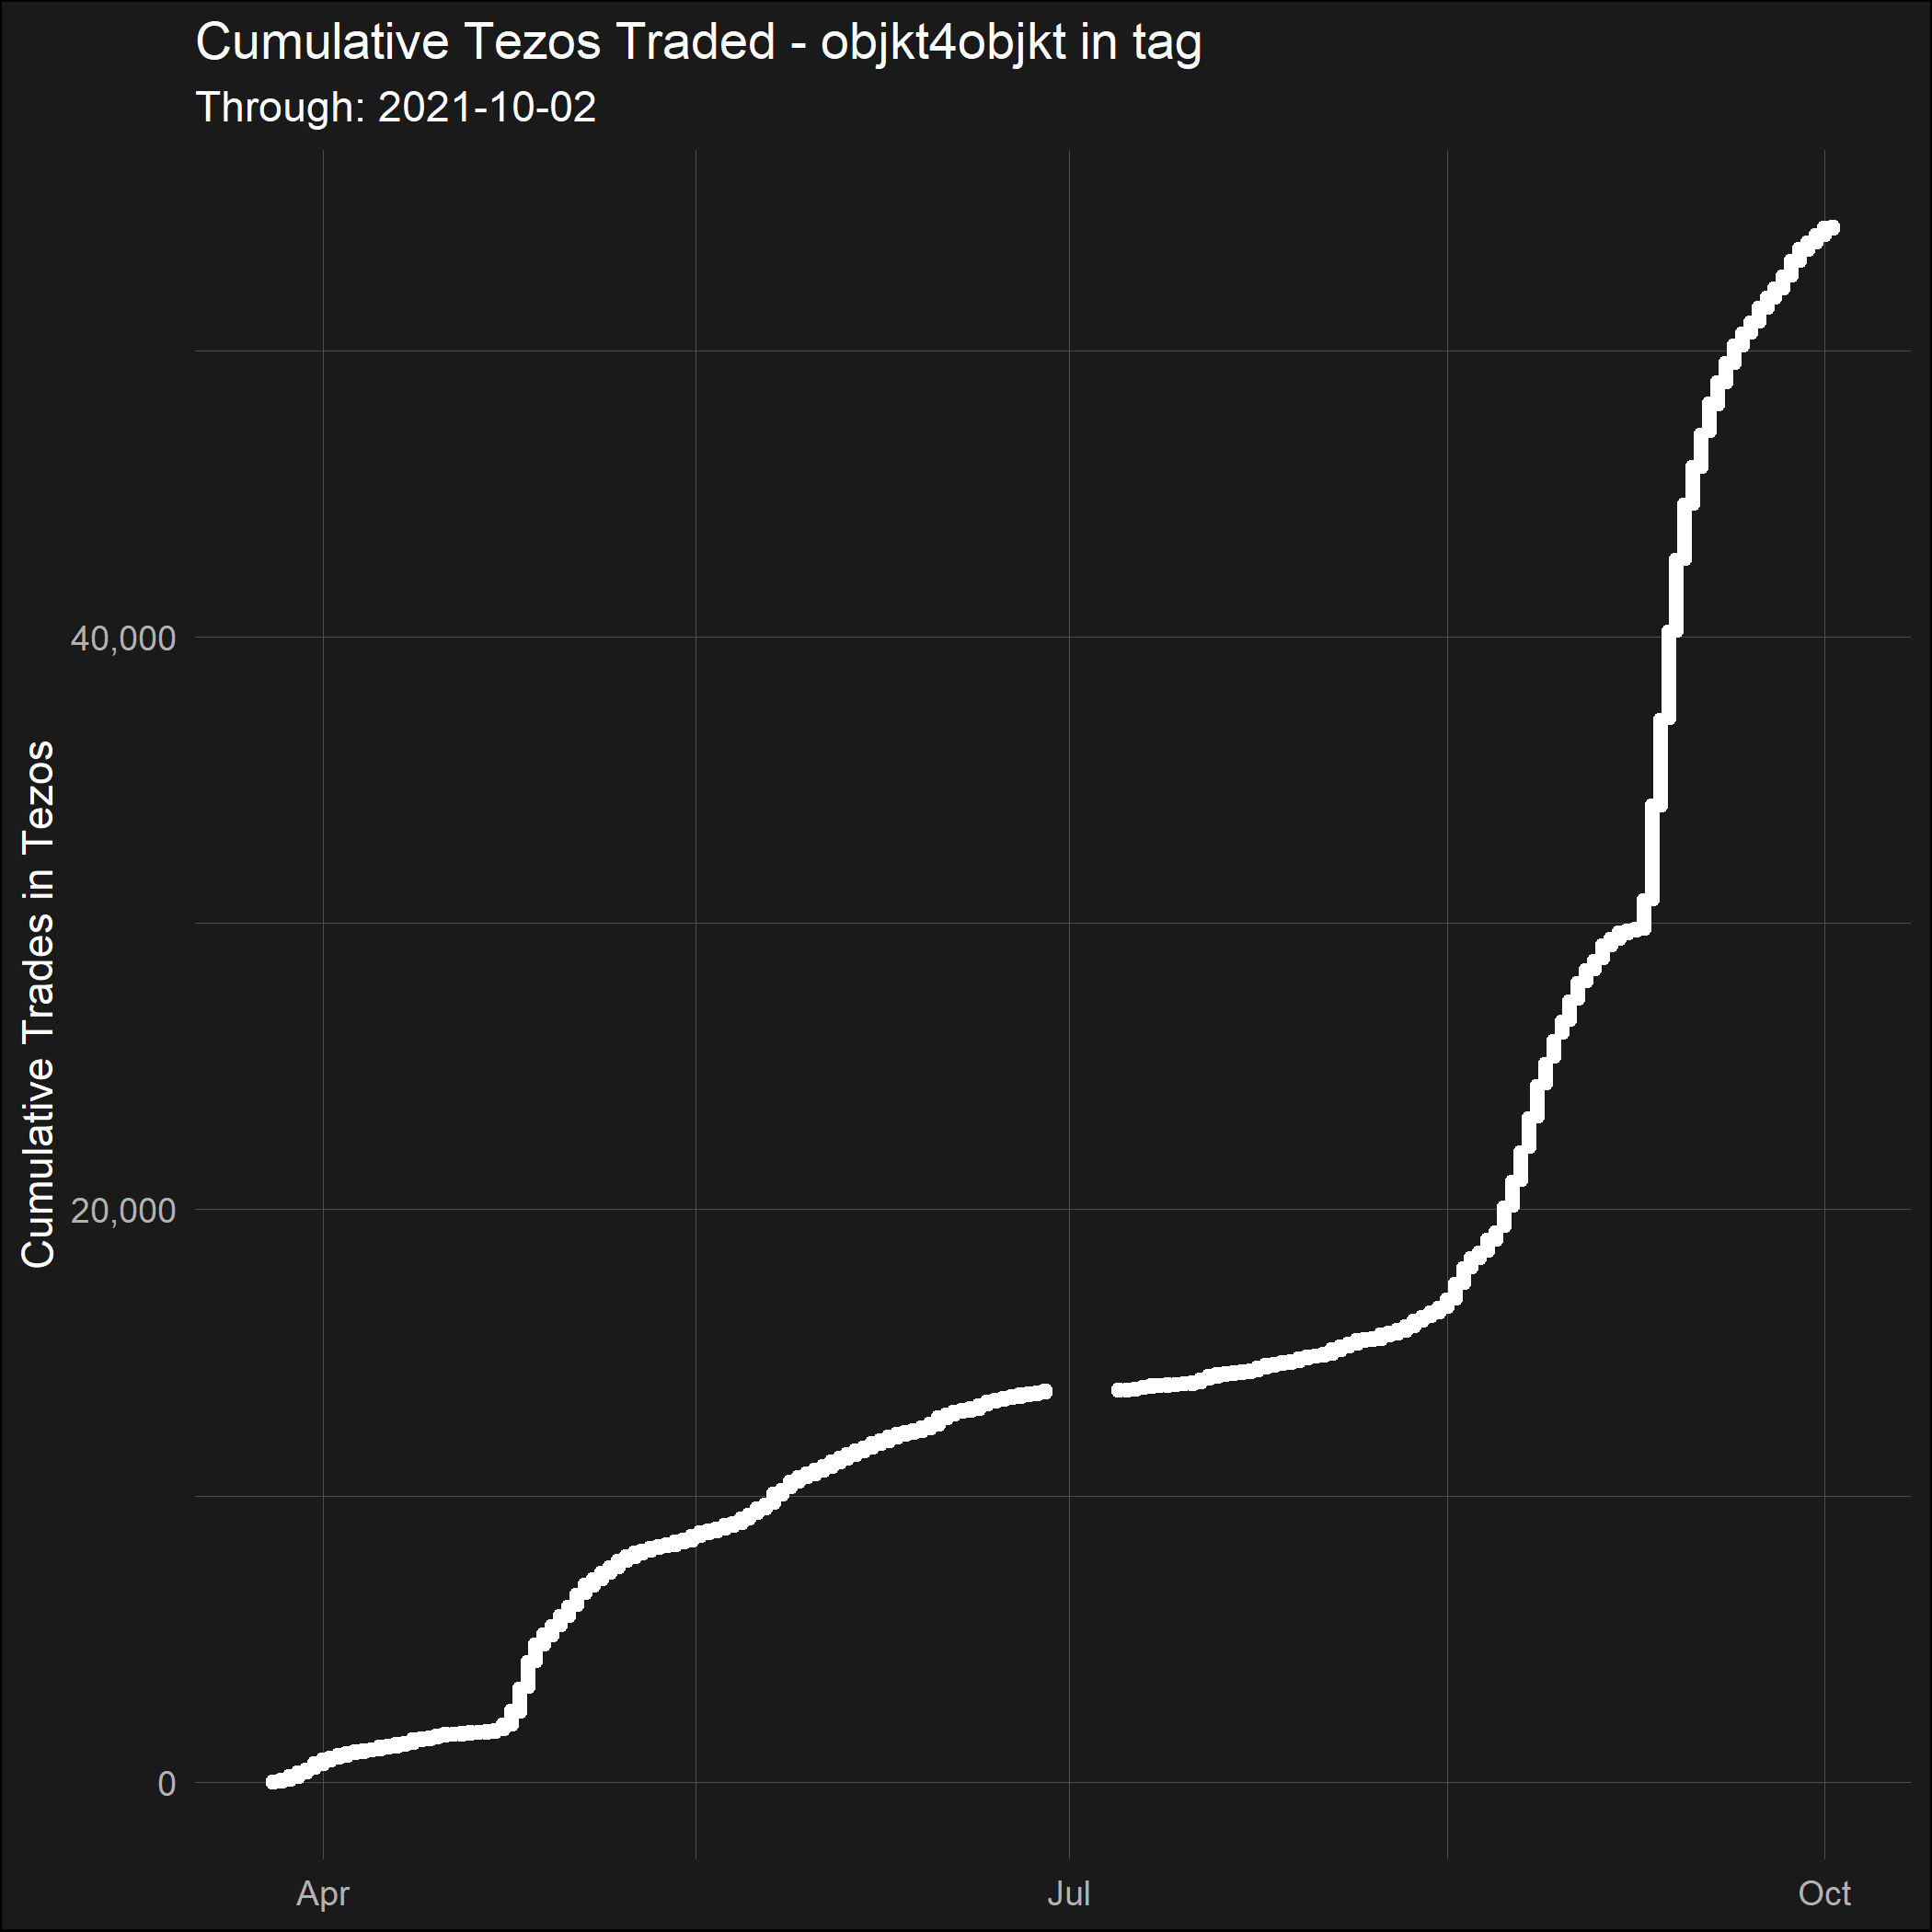 Cumulative Tezos Traded - objkt4objkt in tag
Through: 2021-10-02
Cumulative Trades in Tezos
40,000
20,000
0
Apr
Jul
Oct